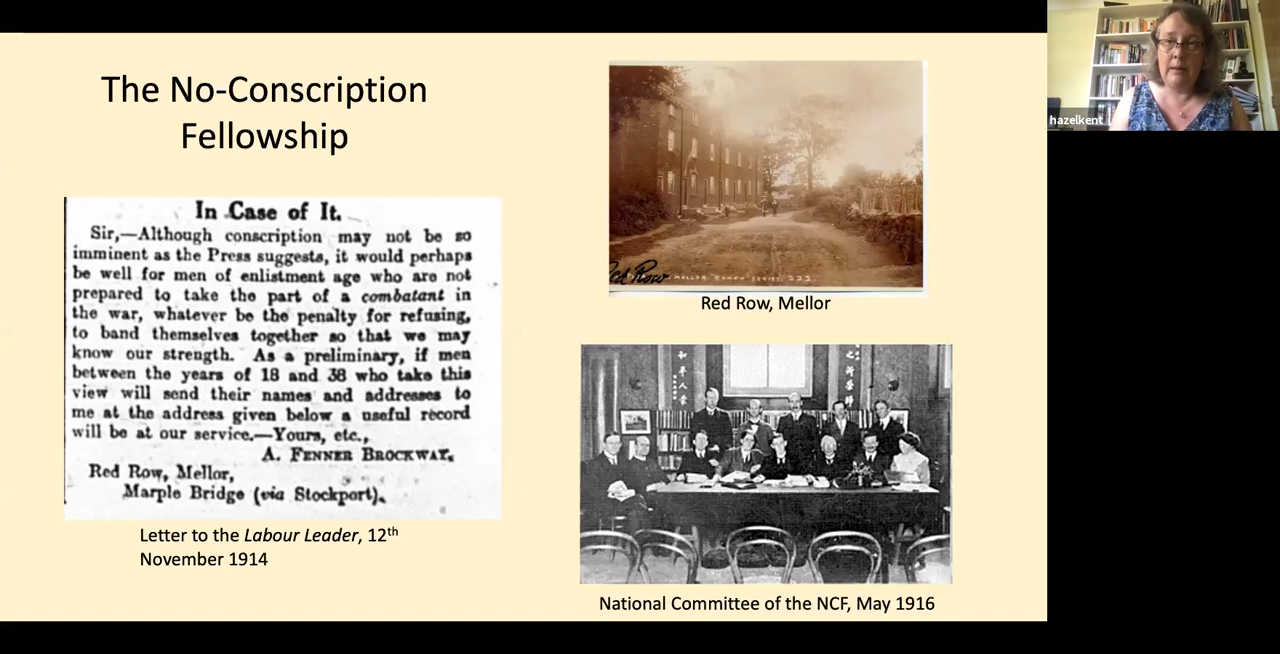 The No-Conscription
Fellowship
In Case of It.
Sir,—Although conscription may not be so
imminent as the Press suggests, it would perhaps
be well for men of enlistment age who are not
prepared to take the part of a combatant in
the war, whatever be the penalty for refusing,
to band themselves together so that we may
know our strength. As a preliminary, if men
between the years of 18 and 38 who take this
view will send their names and addresses to
me at the address given below a useful record
will be at our service.—Yours, etc.,
A. FENNER BROCKWAY.
Red Row, Mellor,
Marple Bridge (via Stockport).
Letter to the Labour Leader, 12th
November 1914
Red Row
MELLOR. SERIES. 222.
Red Row, Mellor
National Committee of the NCF, May 1916
hazelkent